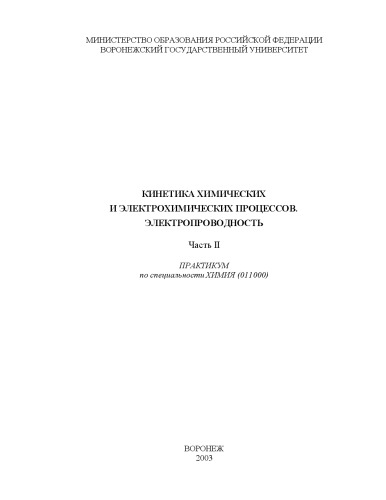 МИНИСТЕРСТВО ОБРАЗОВАНИЯ РОССИЙСКОЙ ФЕДЕРАЦИИ
ВОРОНЕЖСКИЙ ГОСУДАРСТВЕННЫЙ УНИВЕРСИТЕТ
КИНЕТИКА ХИМИЧЕСКИХ
И ЭЛЕКТРОХИМИЧЕСКИХ ПРОЦЕССОВ.
ЭЛЕКТРОПРОВОДНОСТЬ
Часть II
ПРАКТИКУМ
по специальности ХИМИЯ (011000)
ВОРОНЕЖ
2003